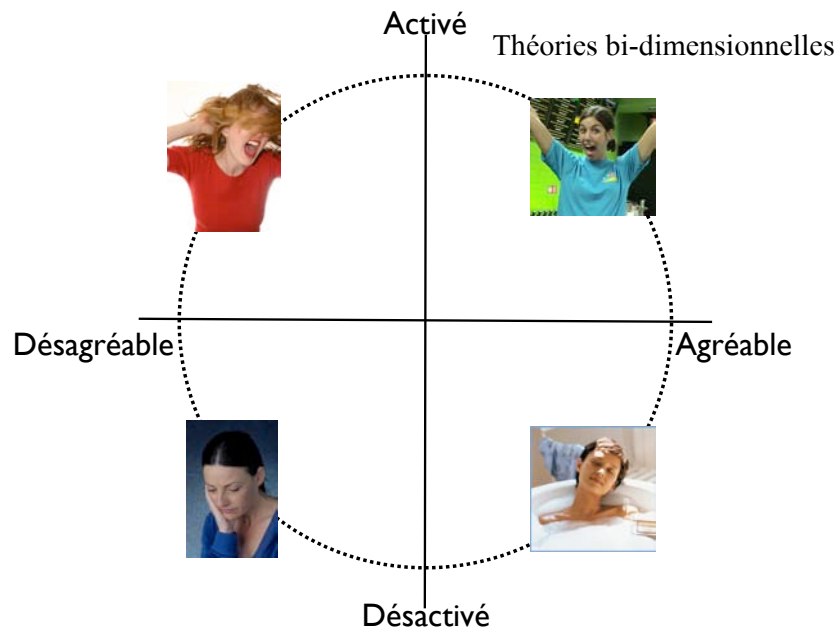 Activé
Théories bi-dimensionnelles
Désagréable
Agréable
Désactivé